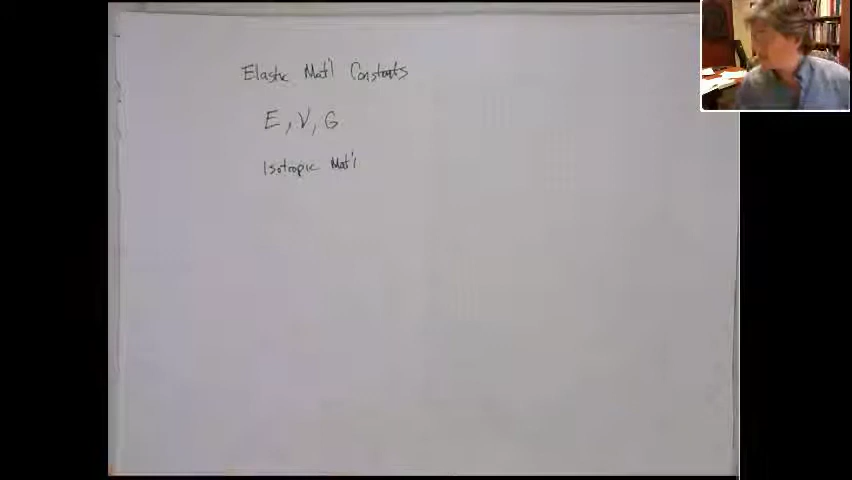 Elastic Mat'l Constants
E, ν, G
Isotropic Mat'l